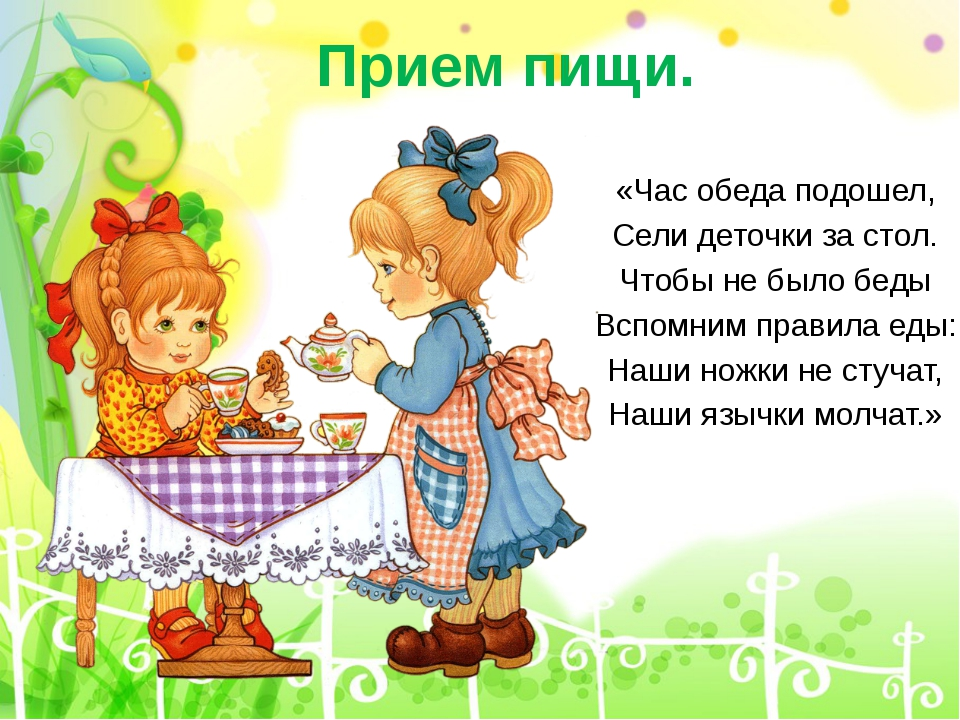 Прием пищи.
«Час обеда подошел,
Сели деточки за стол.
Чтобы не было беды
Вспомним правила еды:
Наши ножки не стучат,
Наши язычки молчат.»